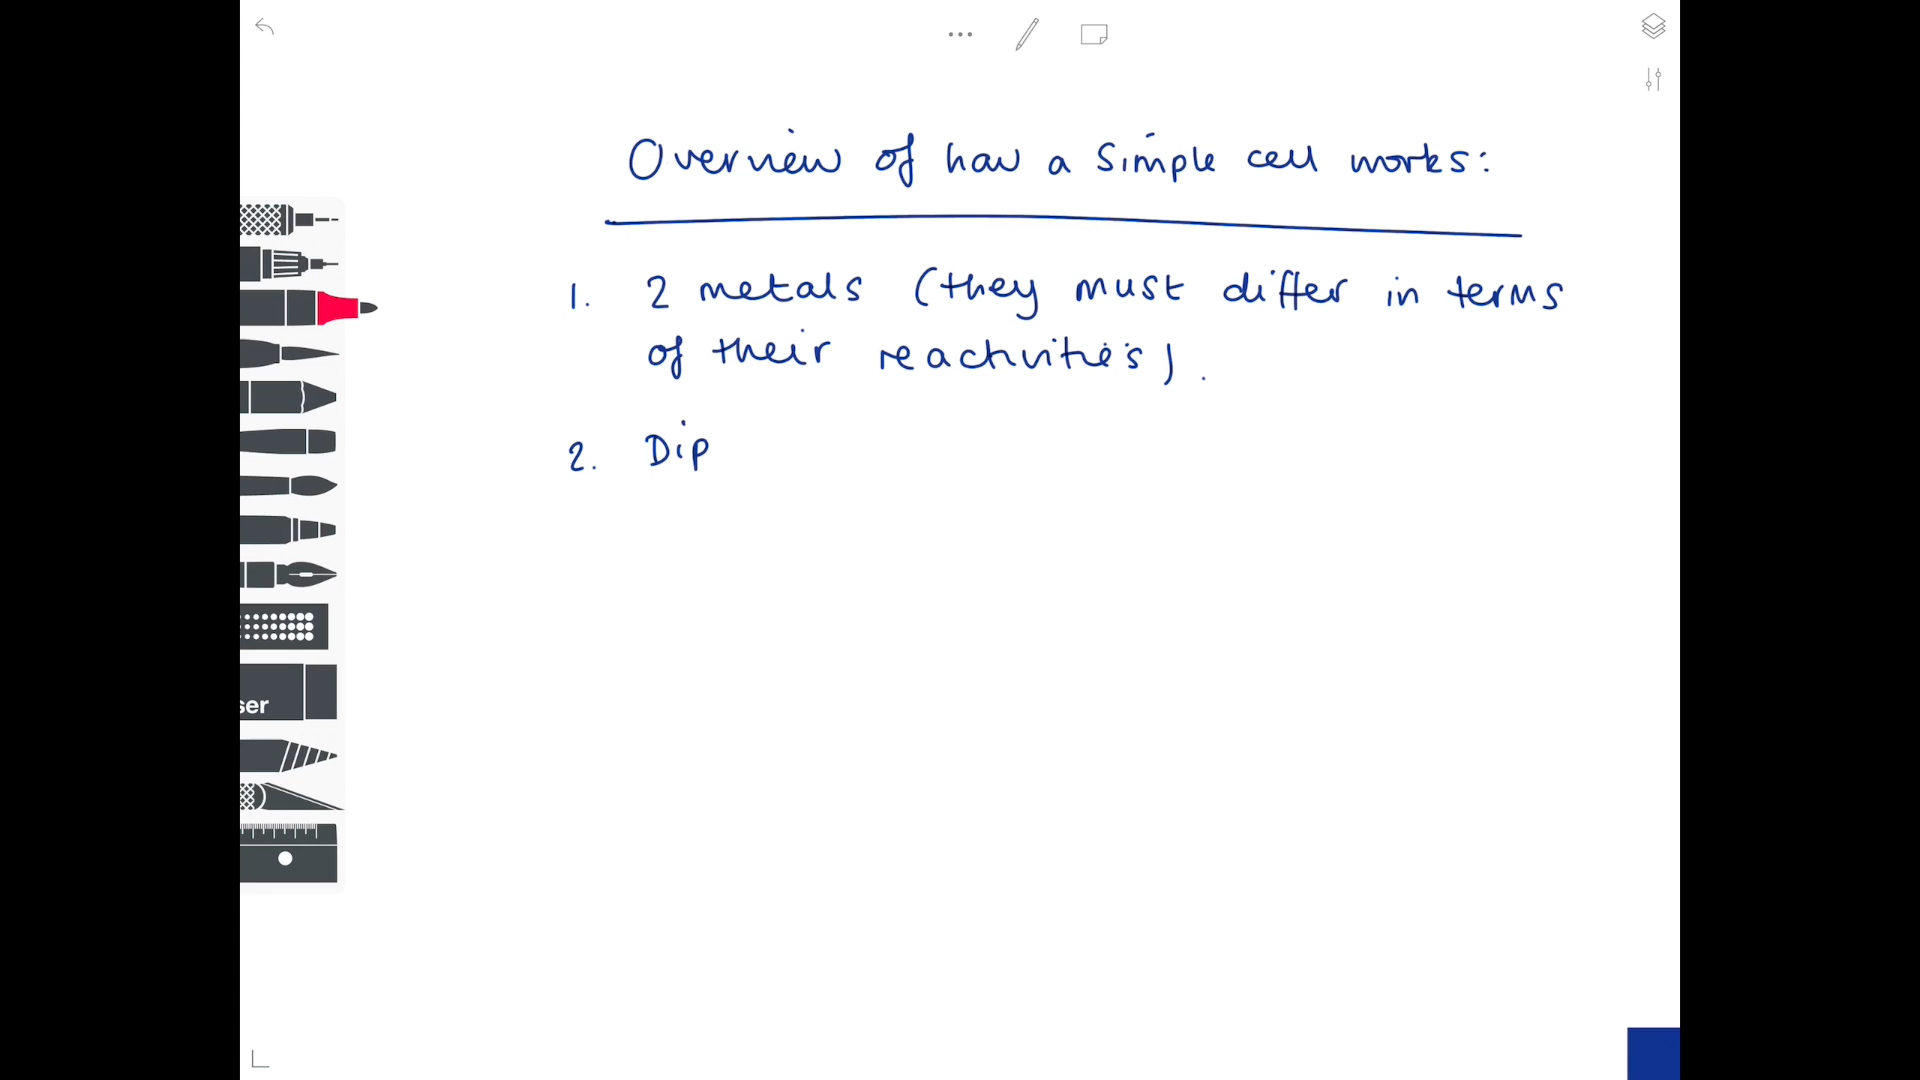 Overview of how a simple cell works:
1. 2 metals (they must differ in terms
of their reactivities).
2. Dip
ser